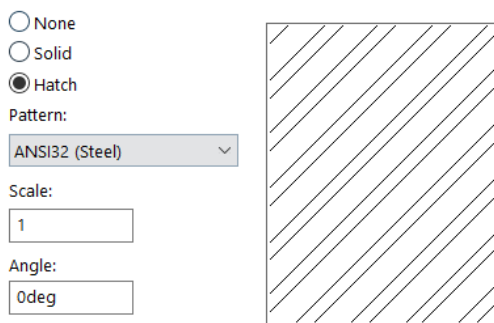 None
Solid
Hatch
Pattern:
ANSI32 (Steel)
Scale:
1
Angle:
0deg